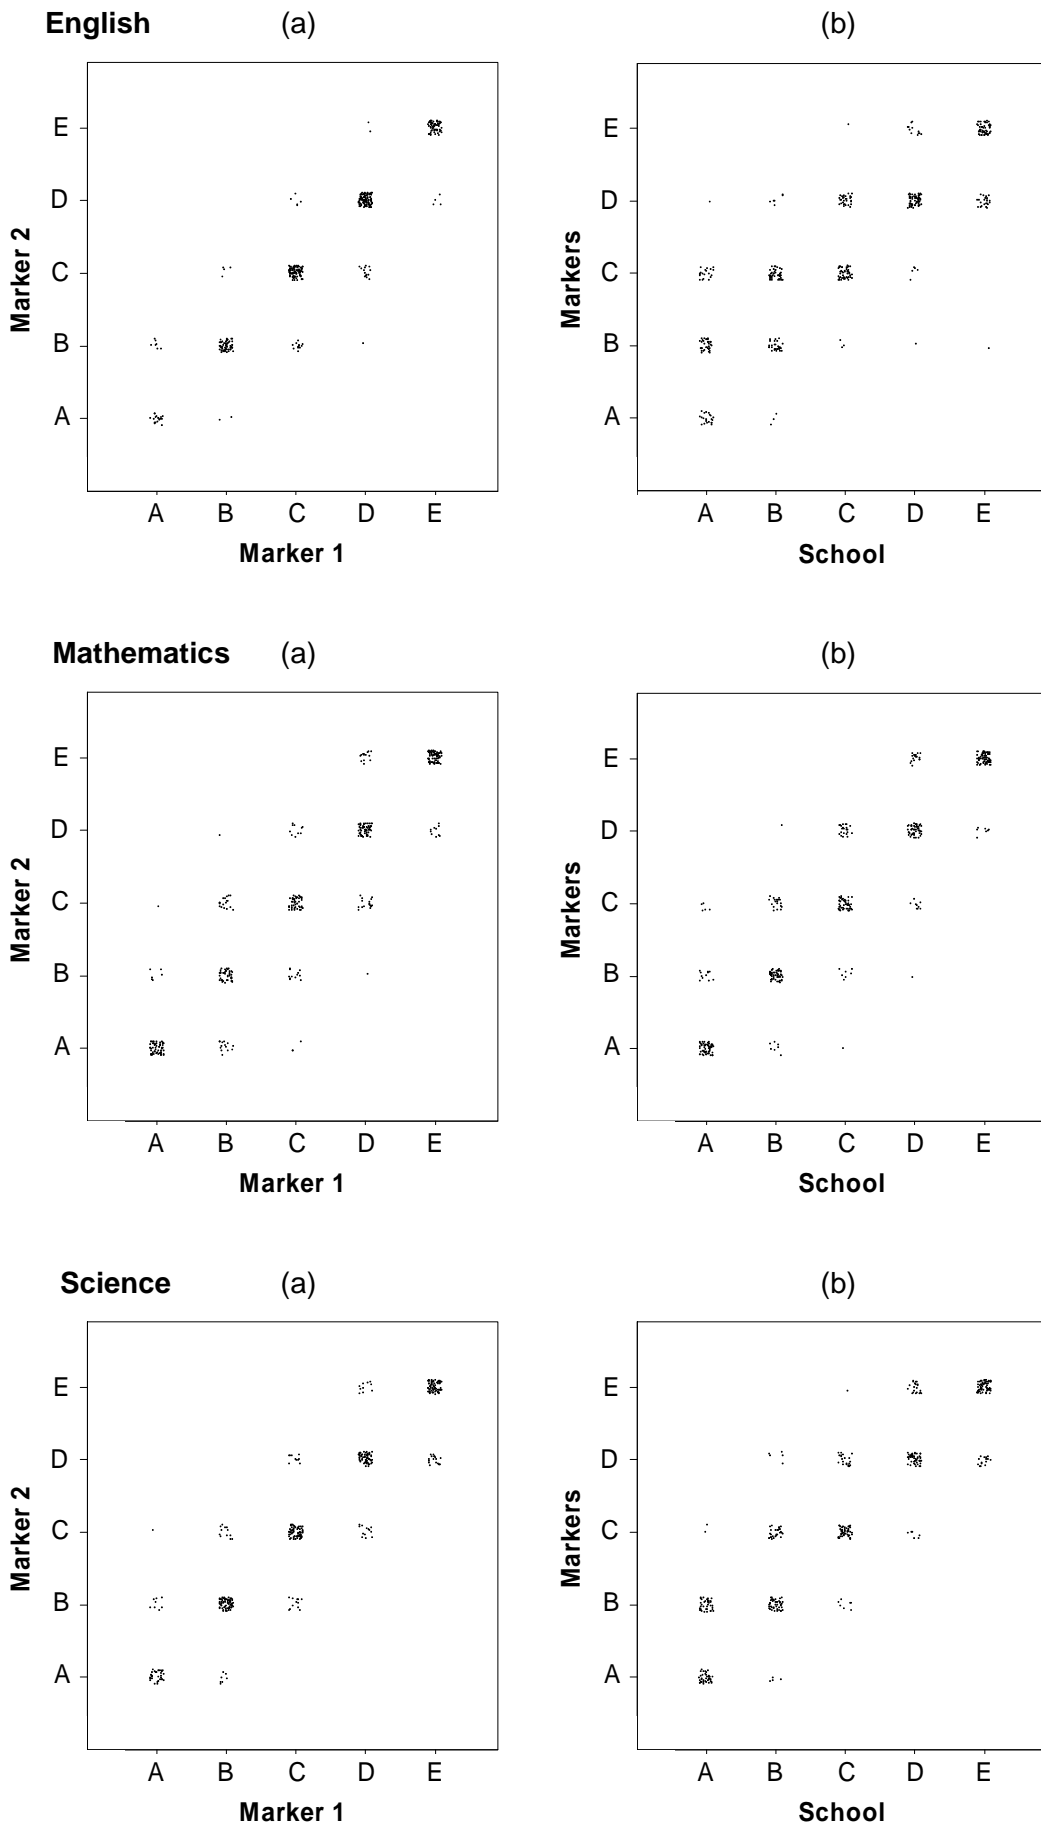 English (a) (b)
E E
D D
C C
B B
A A
Marker 2 Markers
A B C D E A B C D E
Marker 1 School
Mathematics (a) (b)
E E
D D
C C
B B
A A
Marker 2 Markers
A B C D E A B C D E
Marker 1 School
Science (a) (b)
E E
D D
C C
B B
A A
Marker 2 Markers
A B C D E A B C D E
Marker 1 School